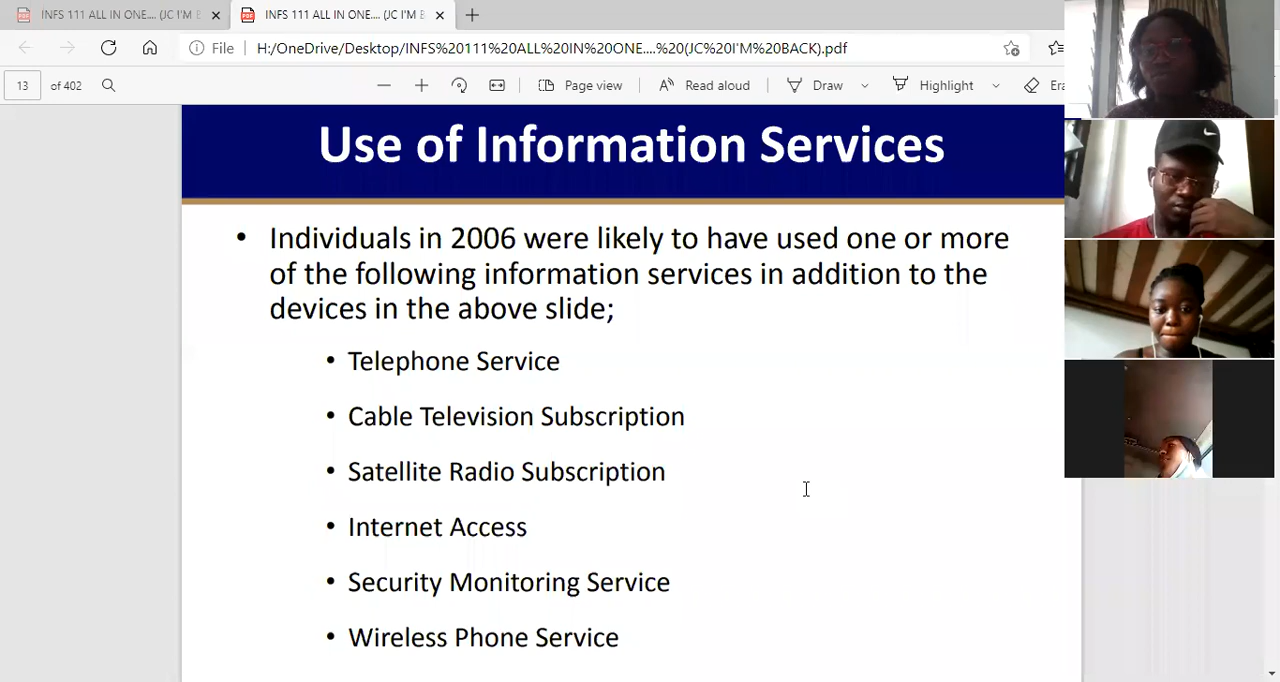 INFS 111 ALL IN ONE.... (JC I'M B
INFS 111 ALL IN ONE.... (JC I'M B
File
H:/OneDrive/Desktop/INFS%20111%20ALL%20IN%20ONE....%20(JC%20I'M%20BACK).pdf
13 of 402
Page view
Read aloud
Draw
Highlight
Era
Use of Information Services
• Individuals in 2006 were likely to have used one or more
of the following information services in addition to the
devices in the above slide;
• Telephone Service
• Cable Television Subscription
• Satellite Radio Subscription
• Internet Access
• Security Monitoring Service
• Wireless Phone Service